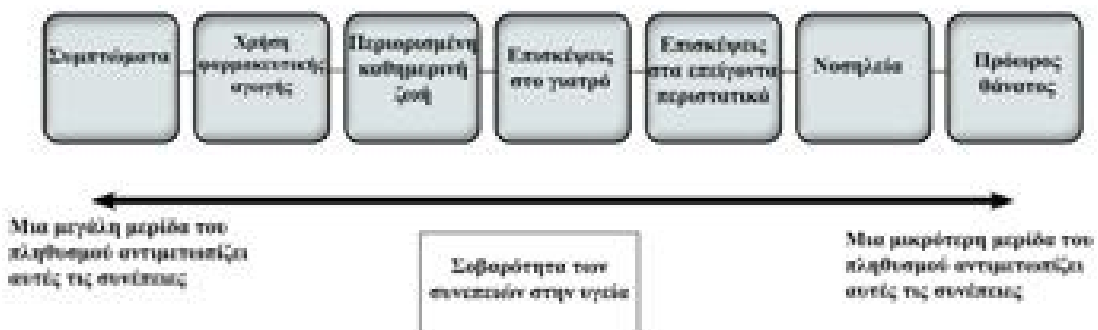 Συμπτώματα
Χρήση
φαρμακευτικής
αγωγής
Περιορισμένη
καθημερινή
ζωή
Επισκέψεις
στο γιατρό
Επισκέψεις
στα επείγοντα
περιστατικά
Νοσηλεία
Πρόωρος
θάνατος
Μια μεγάλη μερίδα του
πληθυσμού αντιμετωπίζει
αυτές τις συνέπειες
Σοβαρότητα των
συνεπειών στην υγεία
Μια μικρότερη μερίδα του
πληθυσμού αντιμετωπίζει
αυτές τις συνέπειες